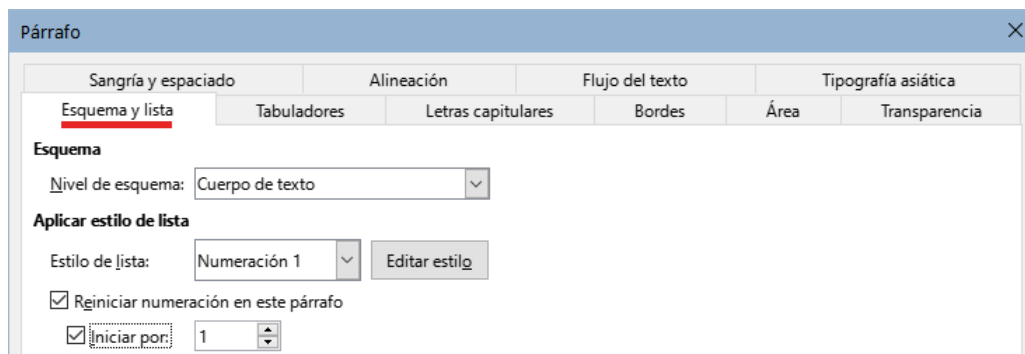 Párrafo
Sangría y espaciado Alineación Flujo del texto Tipografía asiática
Esquema y lista Tabuladores Letras capitulares Bordes Área Transparencia
Esquema
Nivel de esquema: Cuerpo de texto
Aplicar estilo de lista
Estilo de lista: Numeración 1 Editar estilo
Reiniciar numeración en este párrafo
Iniciar por: 1